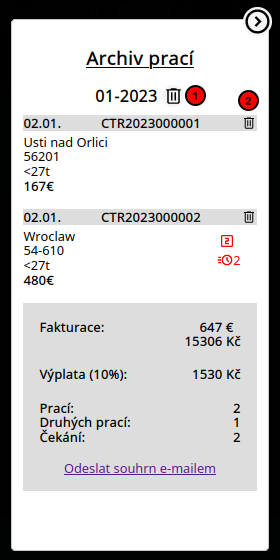 Archiv prací
01-2023 1
2
02.01. CTR2023000001
Usti nad Orlici
56201
<27t
167€
02.01. CTR2023000002
Wroclaw 2
54-610
<27t 2
480€
Fakturace: 647 €
15306 Kč
Výplata (10%): 1530 Kč
Prací: 2
Druhých prací: 1
Čekání: 2
Odeslat souhrn e-mailem